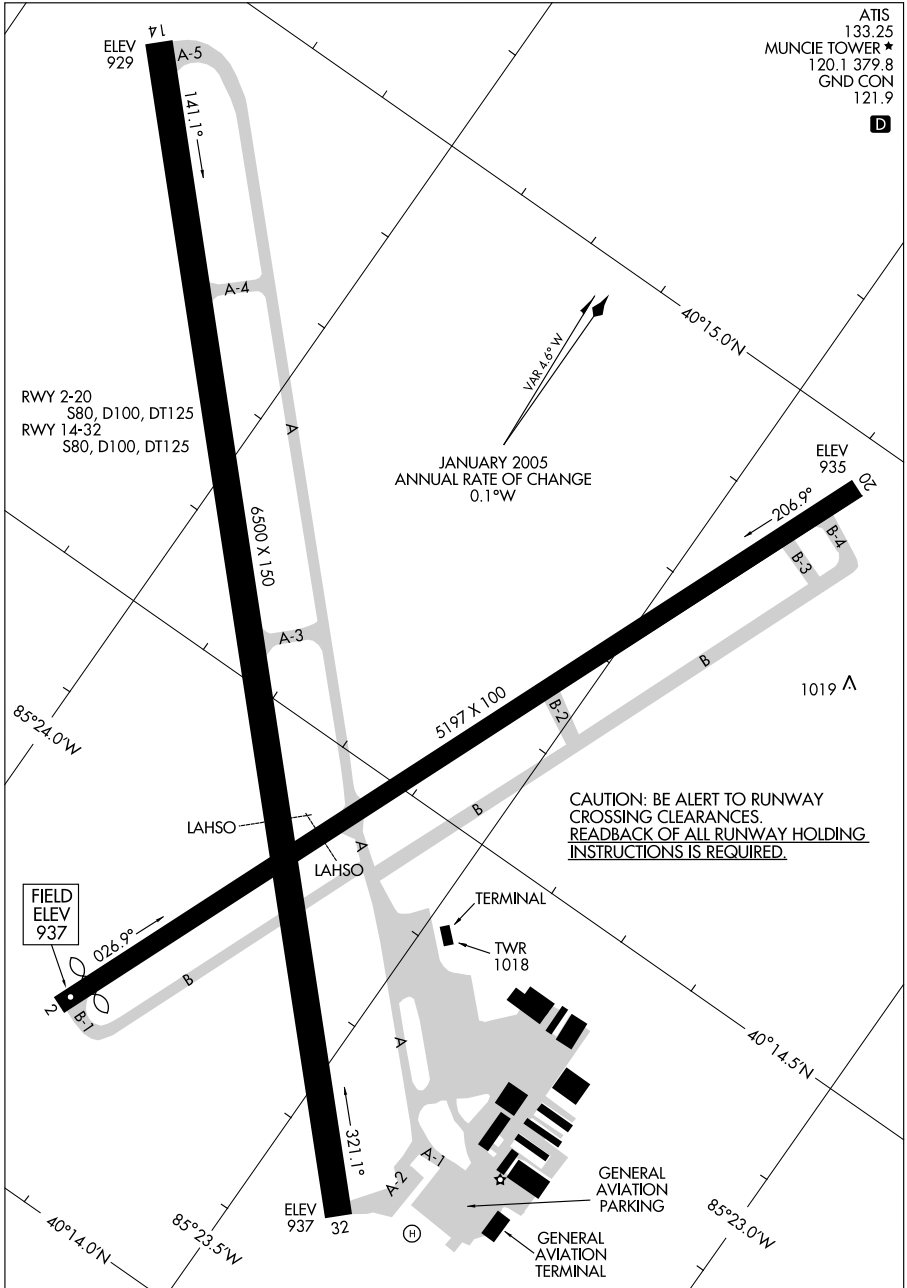 ATIS
133.25
MUNCIE TOWER ★
120.1 379.8
GND CON
121.9
D
14
ELEV
929
A-5
141.1°
A-4
40°15.0'N
VAR 4.6° W
RWY 2-20
S80, D100, DT125
RWY 14-32
S80, D100, DT125
A
JANUARY 2005
ANNUAL RATE OF CHANGE
0.1°W
ELEV
935
20
206.9°
B-4
B-3
6500 X 150
A-3
B
1019
5197 X 100
B-2
85°24.0'W
CAUTION: BE ALERT TO RUNWAY
CROSSING CLEARANCES.
READBACK OF ALL RUNWAY HOLDING
INSTRUCTIONS IS REQUIRED.
B
LAHSO
A
LAHSO
FIELD
ELEV
937
026.9°
TERMINAL
TWR
1018
B
2
B-1
A
40°14.5'N
321.1°
A-1
A-2
GENERAL
AVIATION
PARKING
ELEV
937
32
H
40°14.0'N
85°23.5'W
85°23.0'W
GENERAL
AVIATION
TERMINAL